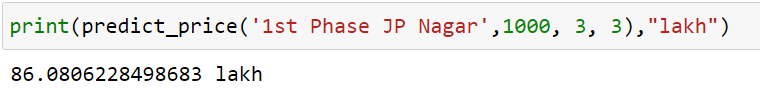 print(predict_price('1st Phase JP Nagar',1000, 3, 3),"lakh")
86.0806228498683 lakh